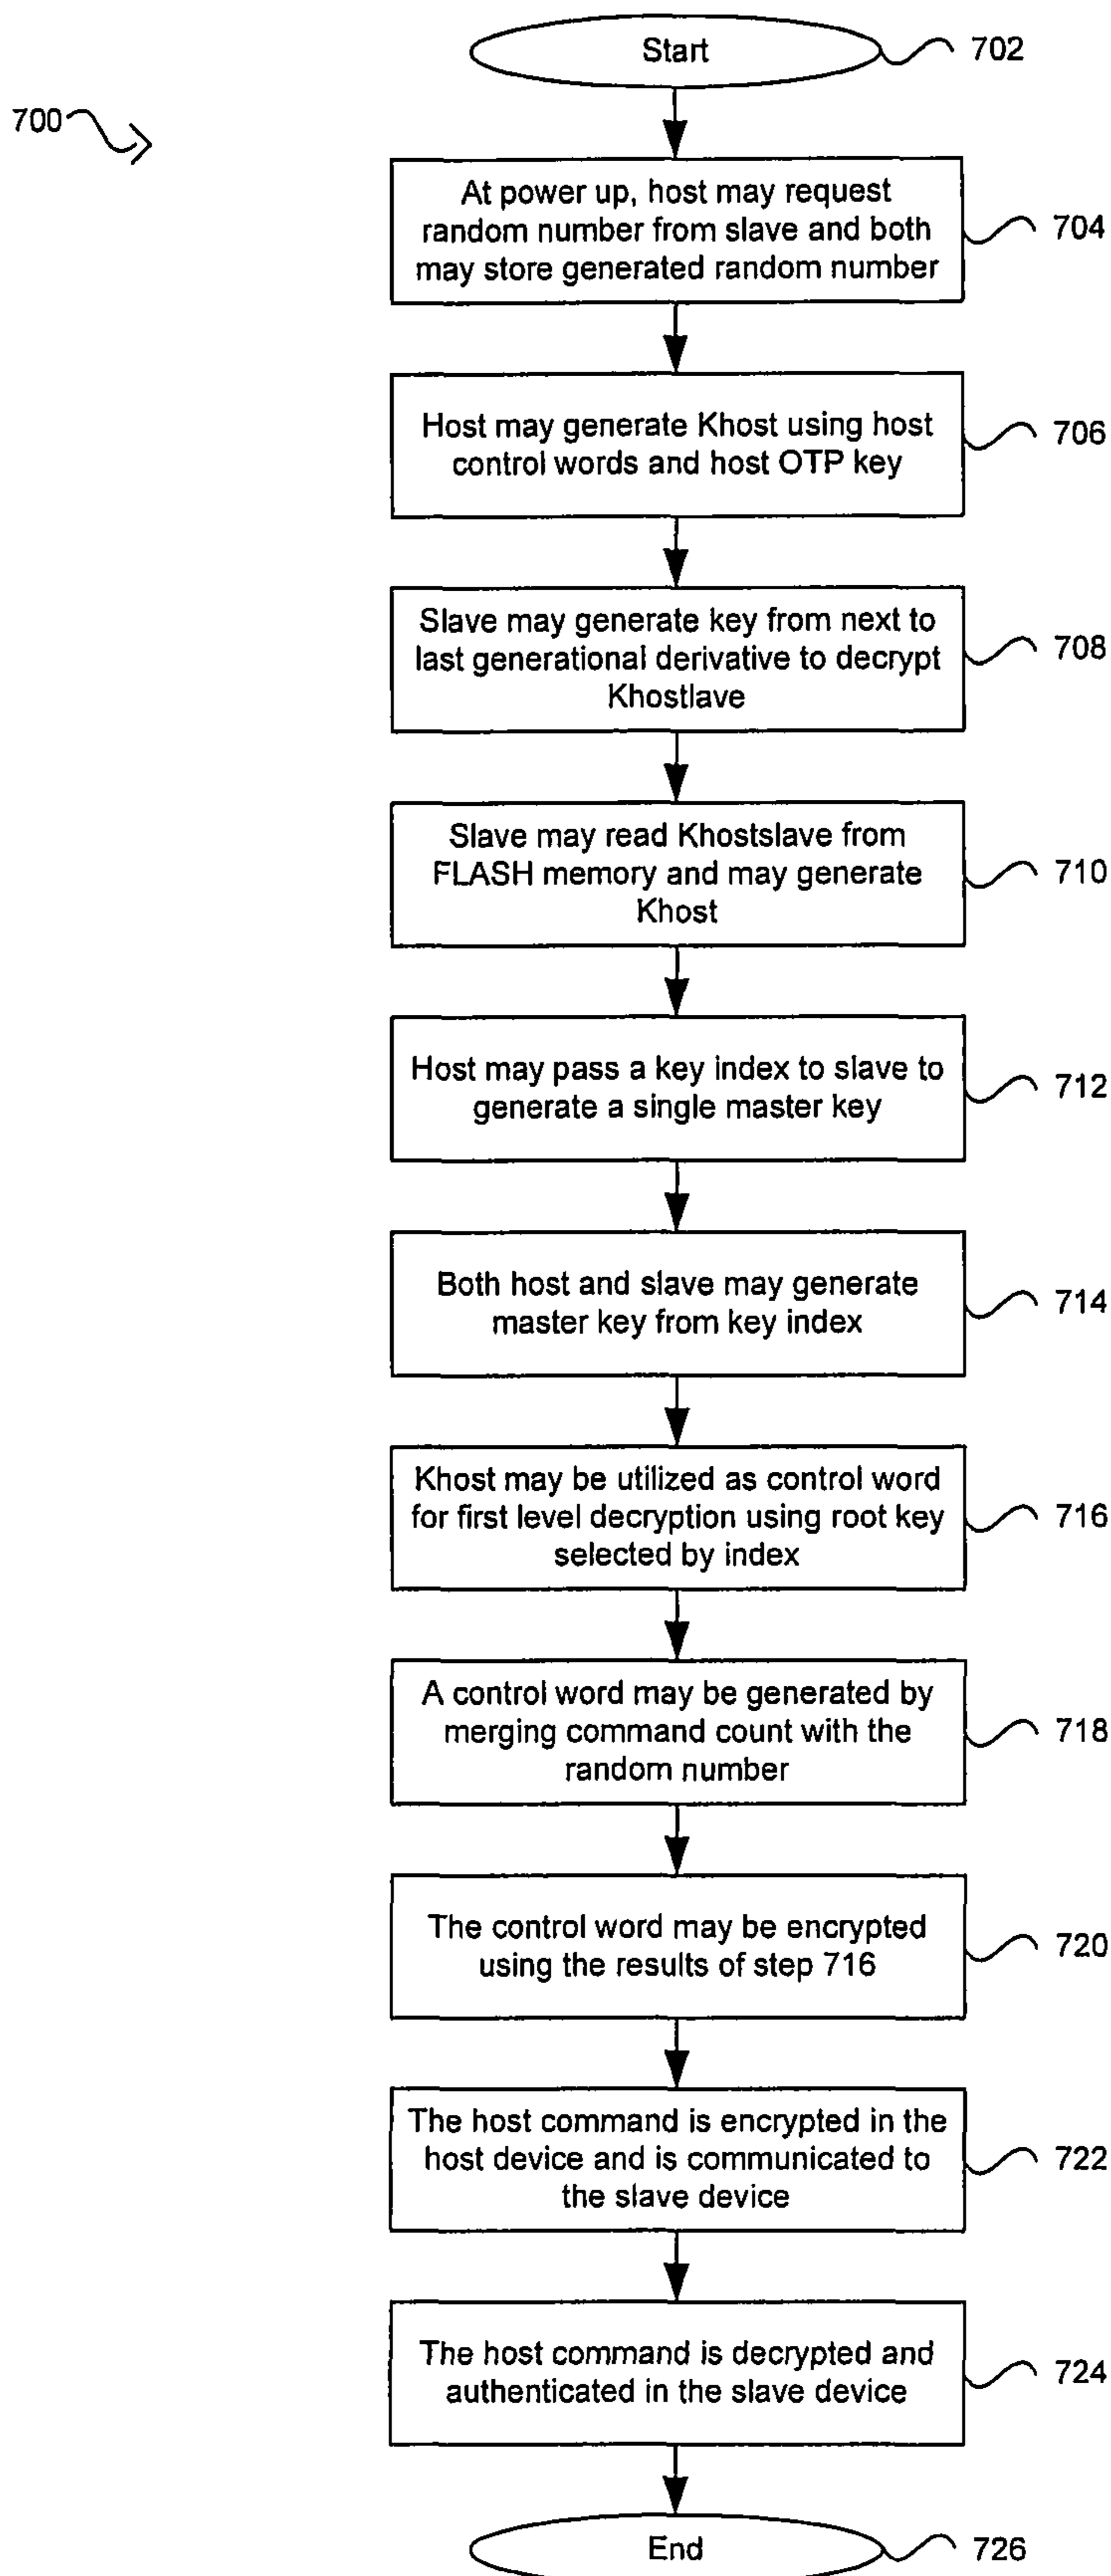 Start
702
700
At power up, host may request
random number from slave and both
may store generated random number
704
Host may generate Khost using host
control words and host OTP key
706
Slave may generate key from next to
last generational derivative to decrypt
Khostlave
708
Slave may read Khostslave from
FLASH memory and may generate
Khost
710
Host may pass a key index to slave to
generate a single master key
712
Both host and slave may generate
master key from key index
714
Khost may be utilized as control word
for first level decryption using root key
selected by index
716
A control word may be generated by
merging command count with the
random number
718
The control word may be encrypted
using the results of step 716
720
The host command is encrypted in the
host device and is communicated to
the slave device
722
The host command is decrypted and
authenticated in the slave device
724
End
726